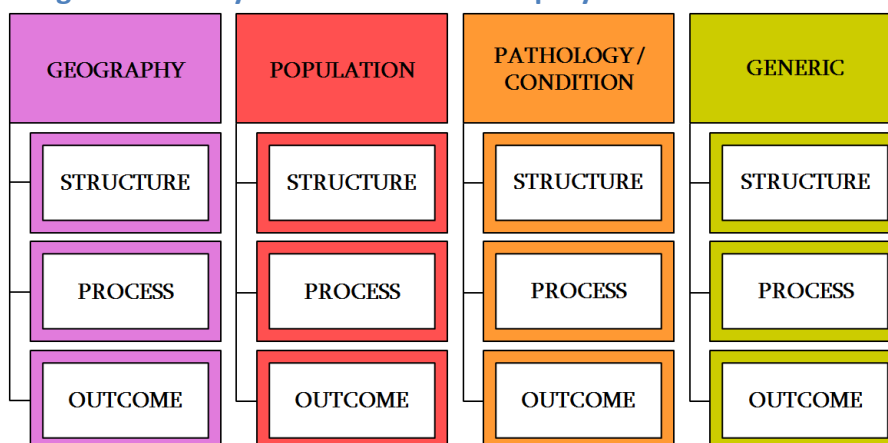 GEOGRAPHY
POPULATION
PATHOLOGY/
CONDITION
GENERIC
STRUCTURE
STRUCTURE
STRUCTURE
STRUCTURE
PROCESS
PROCESS
PROCESS
PROCESS
OUTCOME
OUTCOME
OUTCOME
OUTCOME